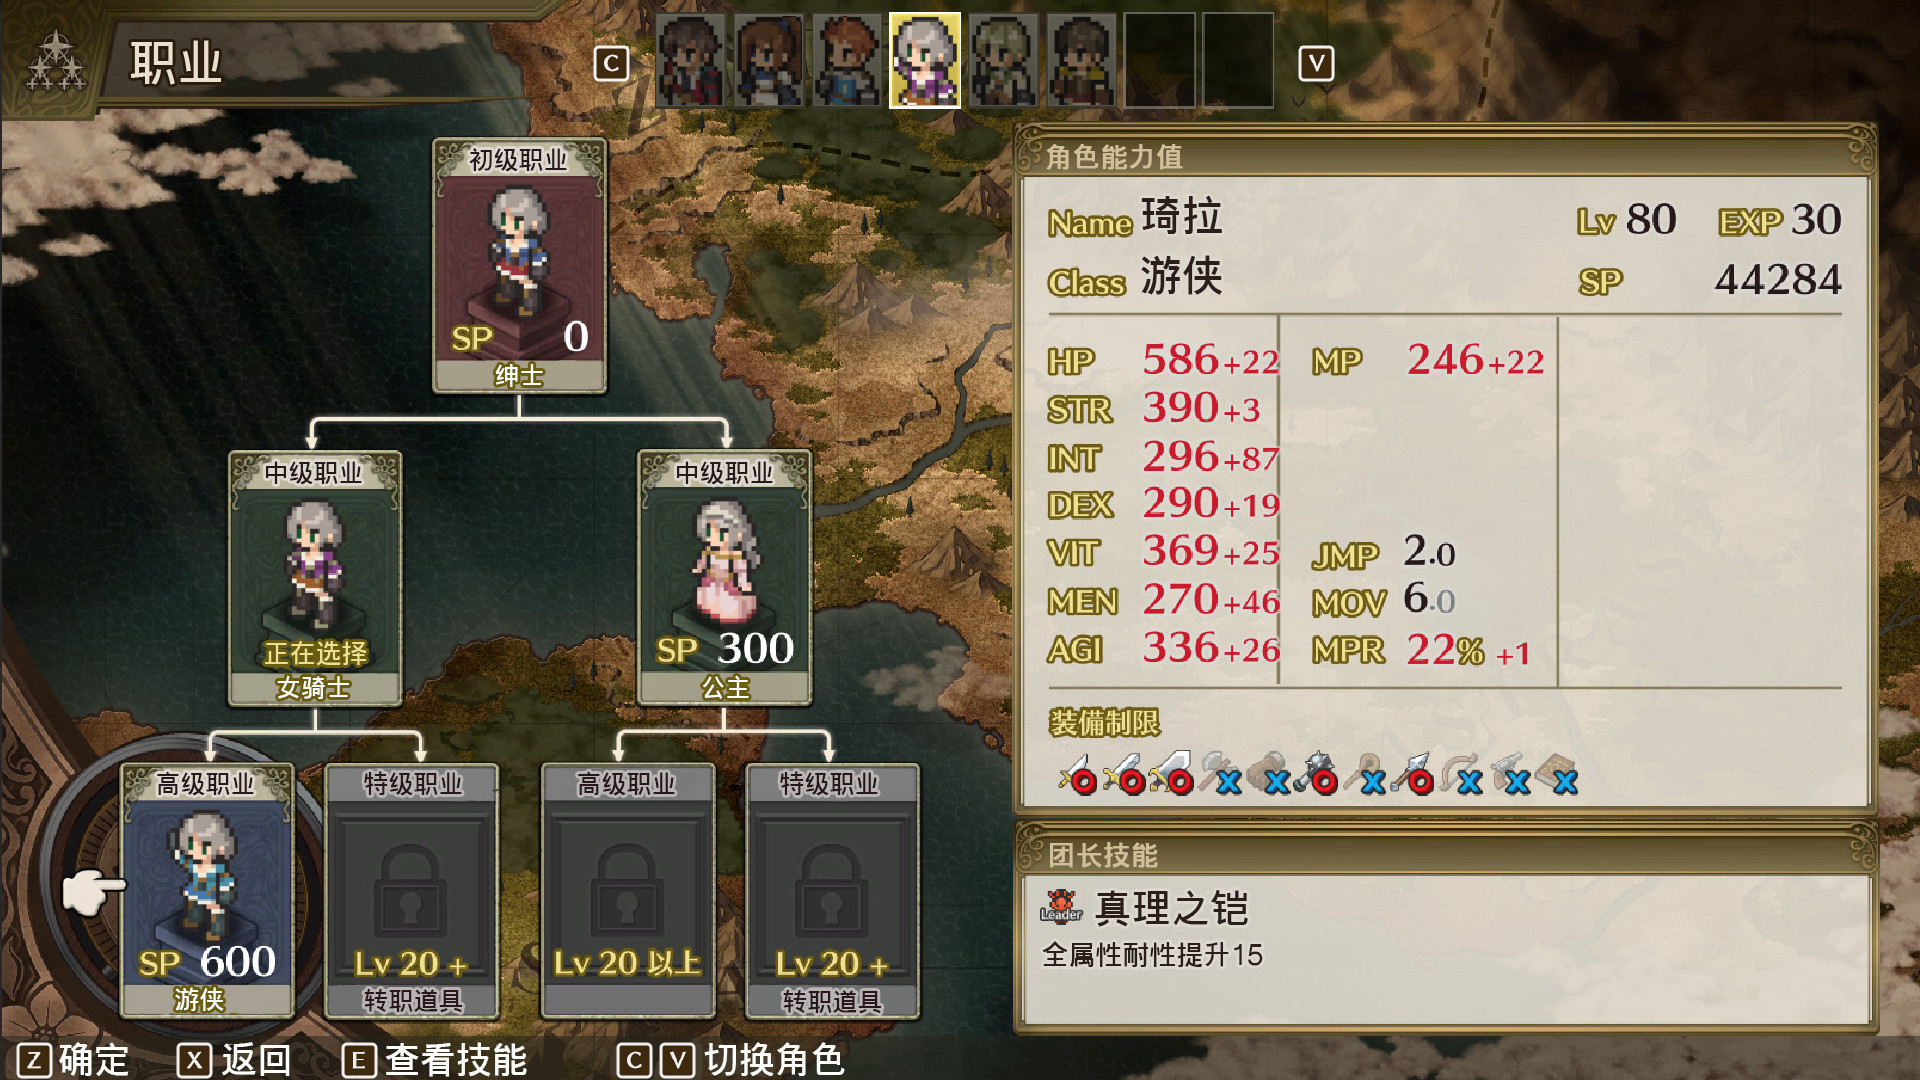 职业
C
V
初级职业
SP 0
绅士
中级职业
正在选择
女骑士
中级职业
SP 300
公主
高级职业
SP 600
游侠
特级职业
Lv 20 +
转职道具
高级职业
Lv 20 以上
特级职业
Lv 20 +
转职道具
角色能力值
Name 琦拉 Lv 80 EXP 30
Class 游侠 SP 44284
HP 586+22 MP 246+22
STR 390+3
INT 296+87
DEX 290+19
VIT 369+25 JMP 2.0
MEN 270+46 MOV 6.0
AGI 336+26 MPR 22% +1
装備制限
团长技能
Leader 真理之铠
全属性耐性提升15
Z 确定 X 返回 E 查看技能 C V 切换角色